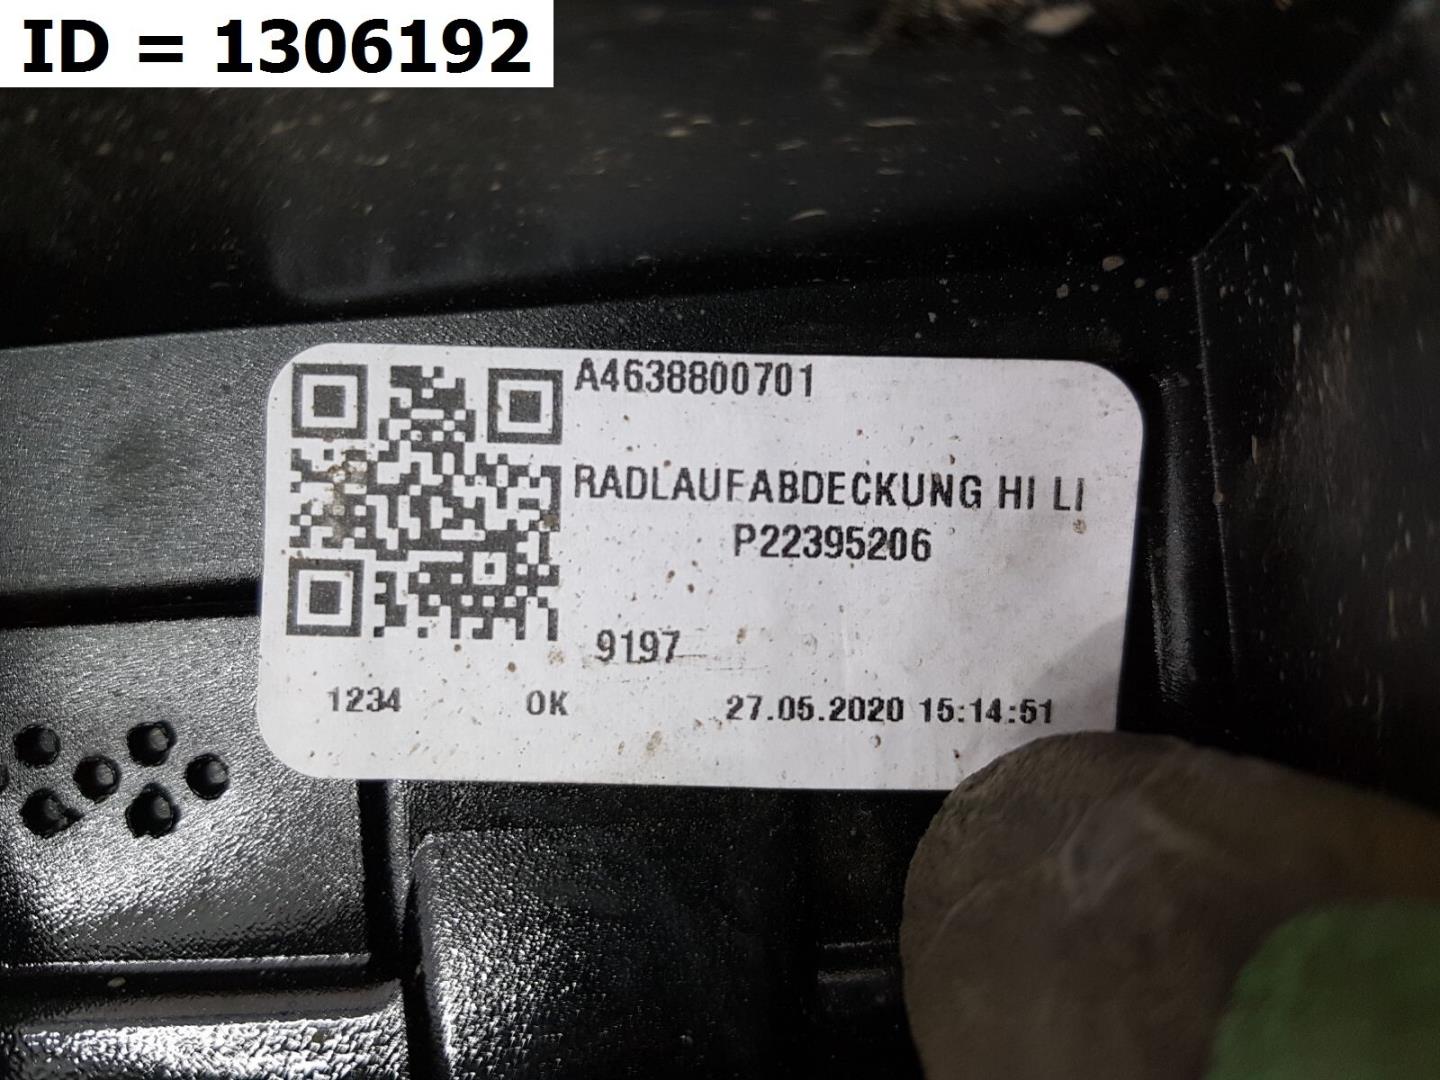 ID = 1306192
A4638800701
RADLAUFABDECKUNG HI LI
P22395206
9197
1234 OK 27.05.2020 15:14:51